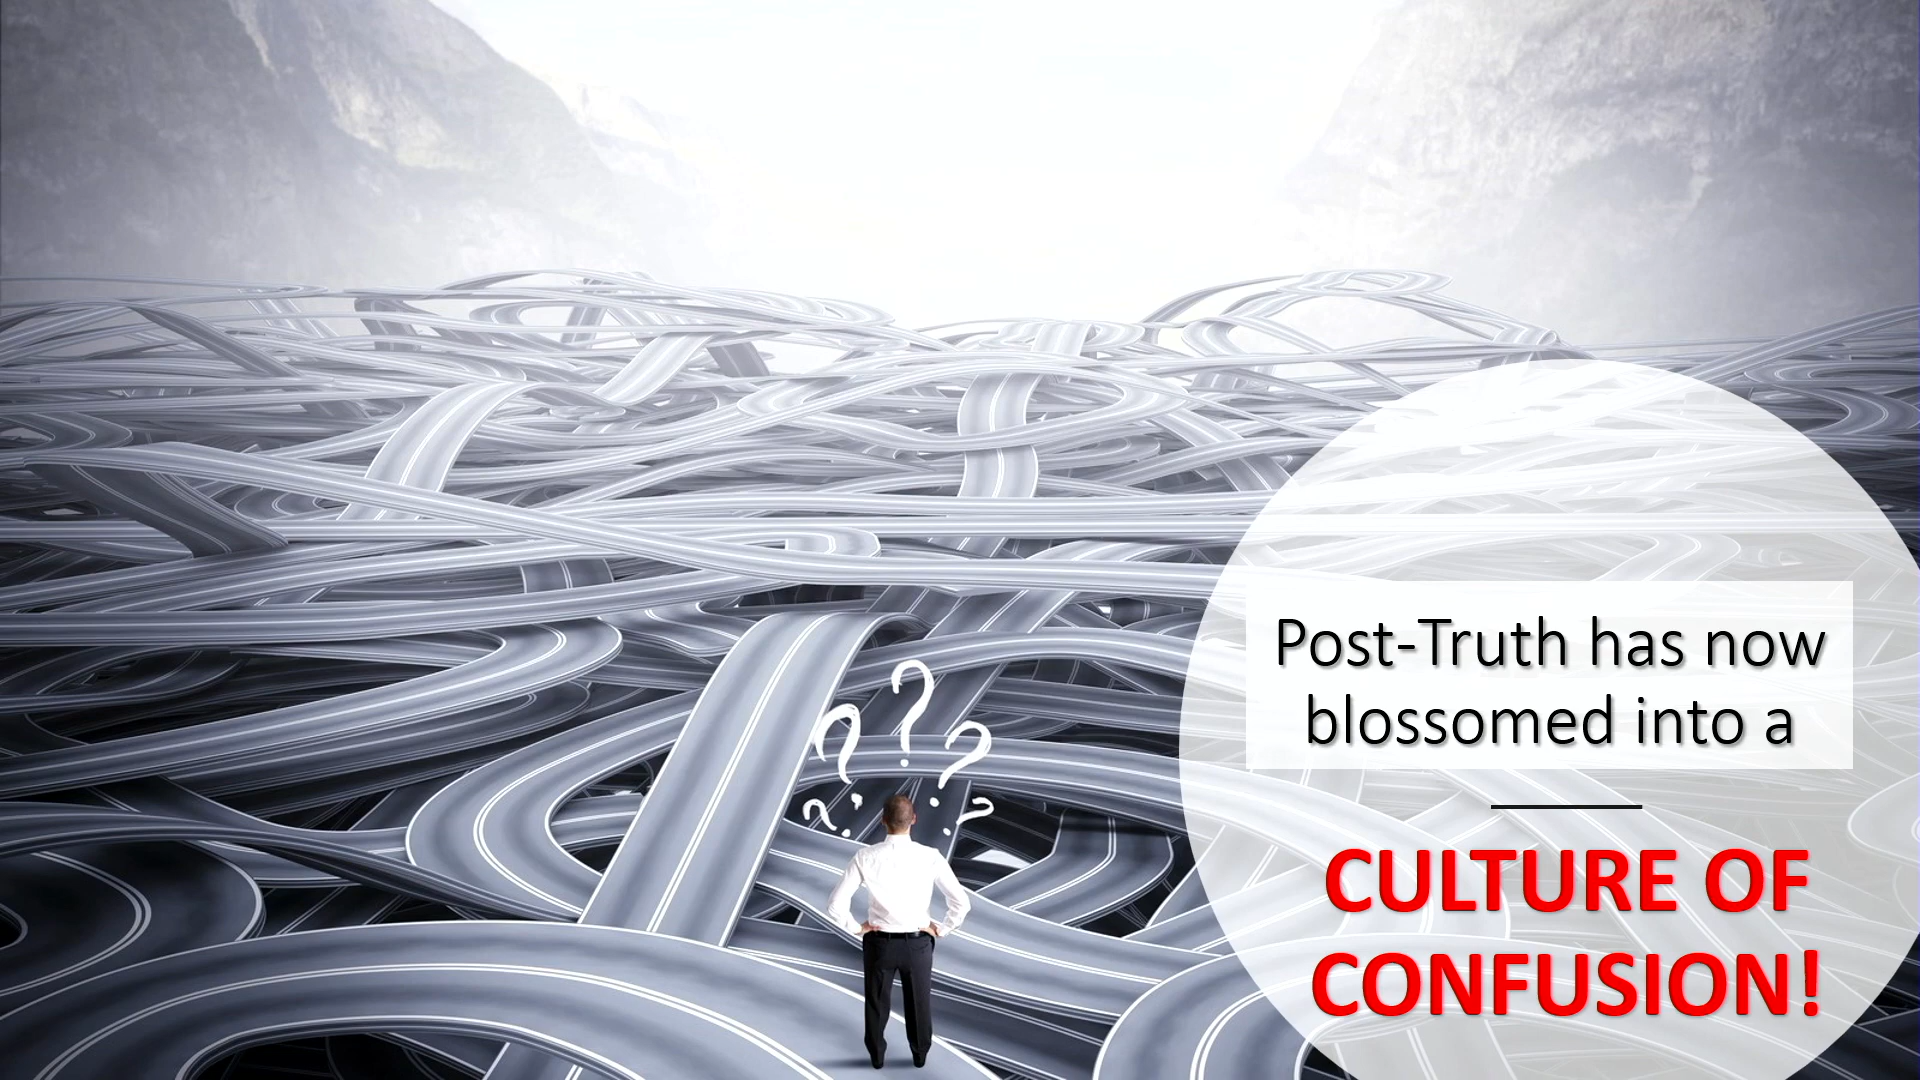 Post-Truth has now
blossomed into a
CULTURE OF
CONFUSION!
? ? ? ? ?